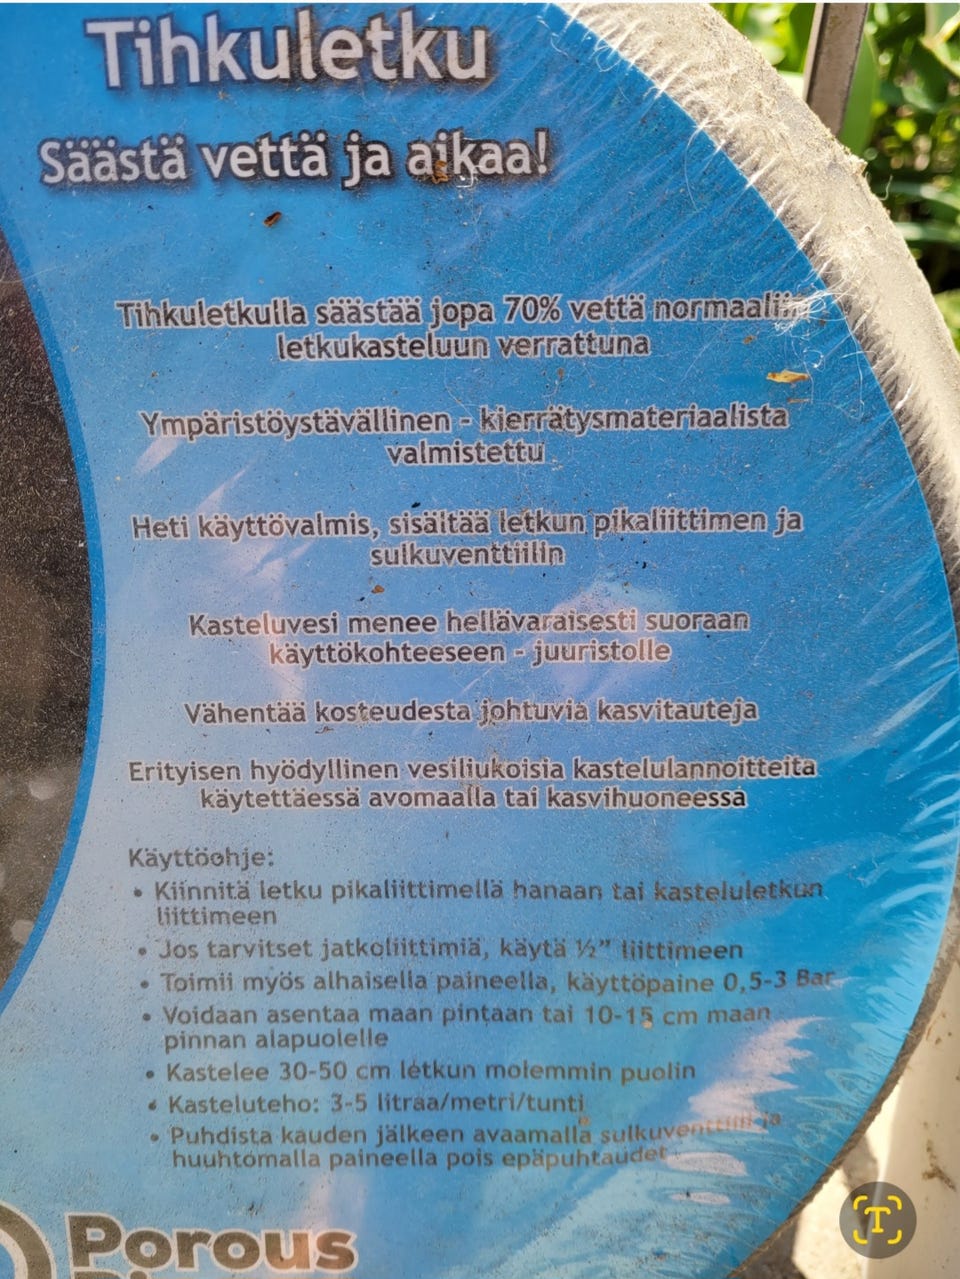 Tihkuletku
Säästä vettä ja aikaa!
Tihkuletkulla säästää jopa 70% vettä normaaliin
letkukasteluun verrattuna
Ympäristöystävällinen - kierrätysmateriaalista
valmistettu
Heti käyttövalmis, sisältää letkun pikaliittimen ja
sulkuventtiilin
Kasteluvesi menee hellävaraisesti suoraan
käyttökohteeseen - juuristolle
Vähentää kosteudesta johtuvia kasvitauteja
Erityisen hyödyllinen vesiliukoisia kastelulannoitteita
käytettäessä avomaalla tai kasvihuoneessa
Käyttöohje:
• Kiinnitä letku pikaliittimellä hanaan tai kasteluletkun
liittimeen
• Jos tarvitset jatkoliittimiä, käytä ½” liittimeen
• Toimii myös alhaisella paineella, käyttöpaine 0,5-3 Bar
• Voidaan asentaa maan pintaan tai 10-15 cm maan
pinnan alapuolelle
• Kastelee 30-50 cm letkun molemmin puolin
• Kasteluteho: 3-5 litraa/metri/tunti
• Puhdista kauden jälkeen avaamalla sulkuventtiili ja
huuhtomalla paineella pois epäpuhtaudet
Porous